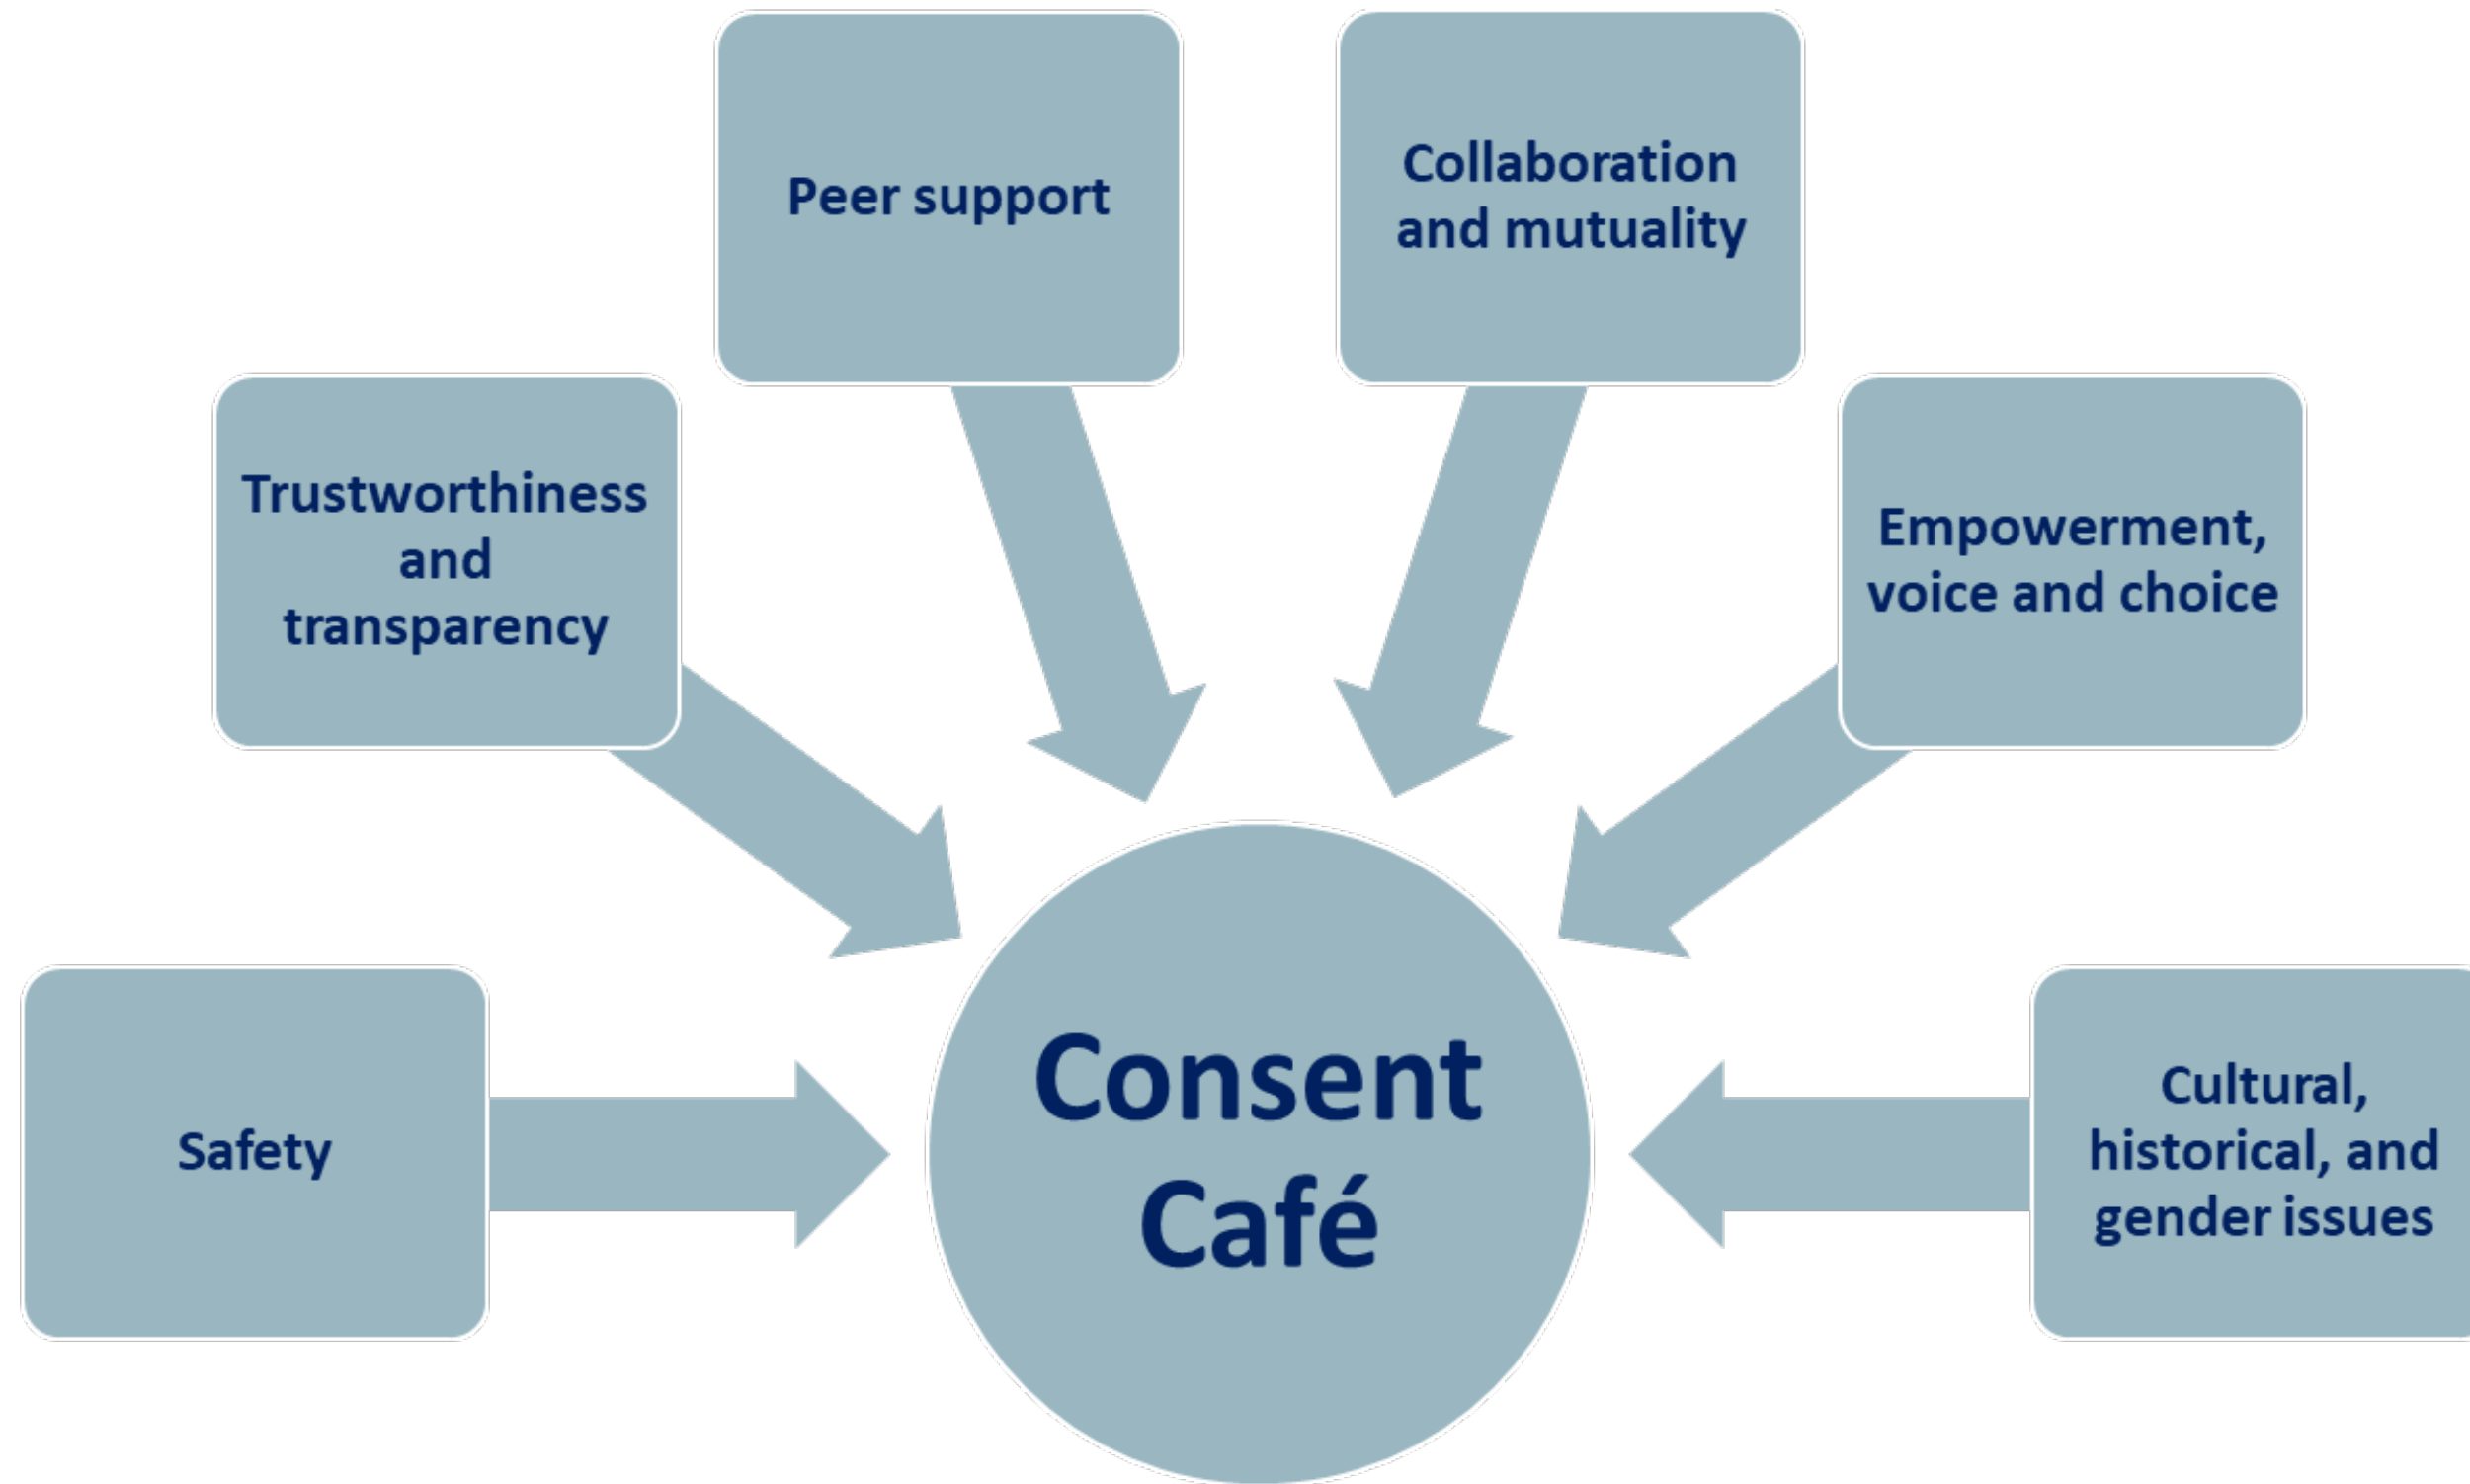 Peer support
Collaboration
and mutuality
Trustworthiness
and
transparency
Empowerment,
voice and choice
Safety
Consent
Café
Cultural,
historical, and
gender issues